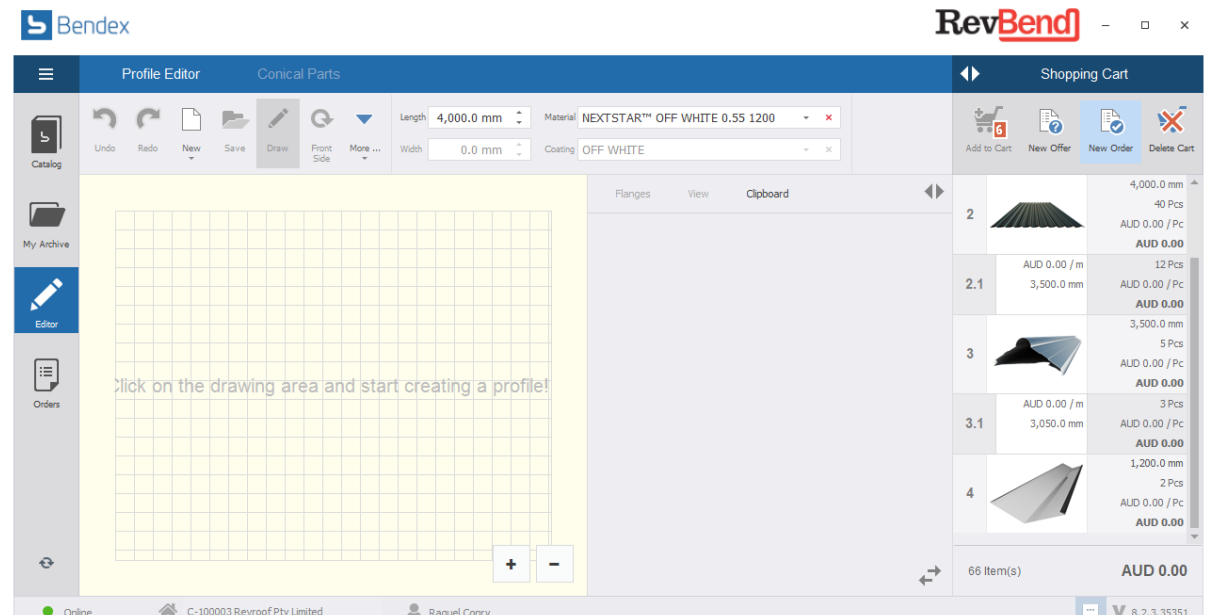 Bendex
RevBend
Profile Editor
Conical Parts
Shopping Cart
Catalog
Undo
Redo
New
Save
Draw
Front
Side
More ...
Length 4,000.0 mm
Width 0.0 mm
Material NEXTSTAR™ OFF WHITE 0.55 1200
Coating OFF WHITE
6
Add to Cart
New Offer
New Order
Delete Cart
My Archive
Editor
Orders
Click on the drawing area and start creating a profile!
+
−
Flanges
View
Clipboard
2
4,000.0 mm
40 Pcs
AUD 0.00 / Pc
AUD 0.00
2.1
AUD 0.00 / m
3,500.0 mm
12 Pcs
AUD 0.00 / Pc
AUD 0.00
3
3,500.0 mm
5 Pcs
AUD 0.00 / Pc
AUD 0.00
3.1
AUD 0.00 / m
3,050.0 mm
3 Pcs
AUD 0.00 / Pc
AUD 0.00
4
1,200.0 mm
2 Pcs
AUD 0.00 / Pc
AUD 0.00
66 Item(s)
AUD 0.00
Online
C-100003 Revroof Pty Limited
Raquel Conry
V 8.2.3.35351